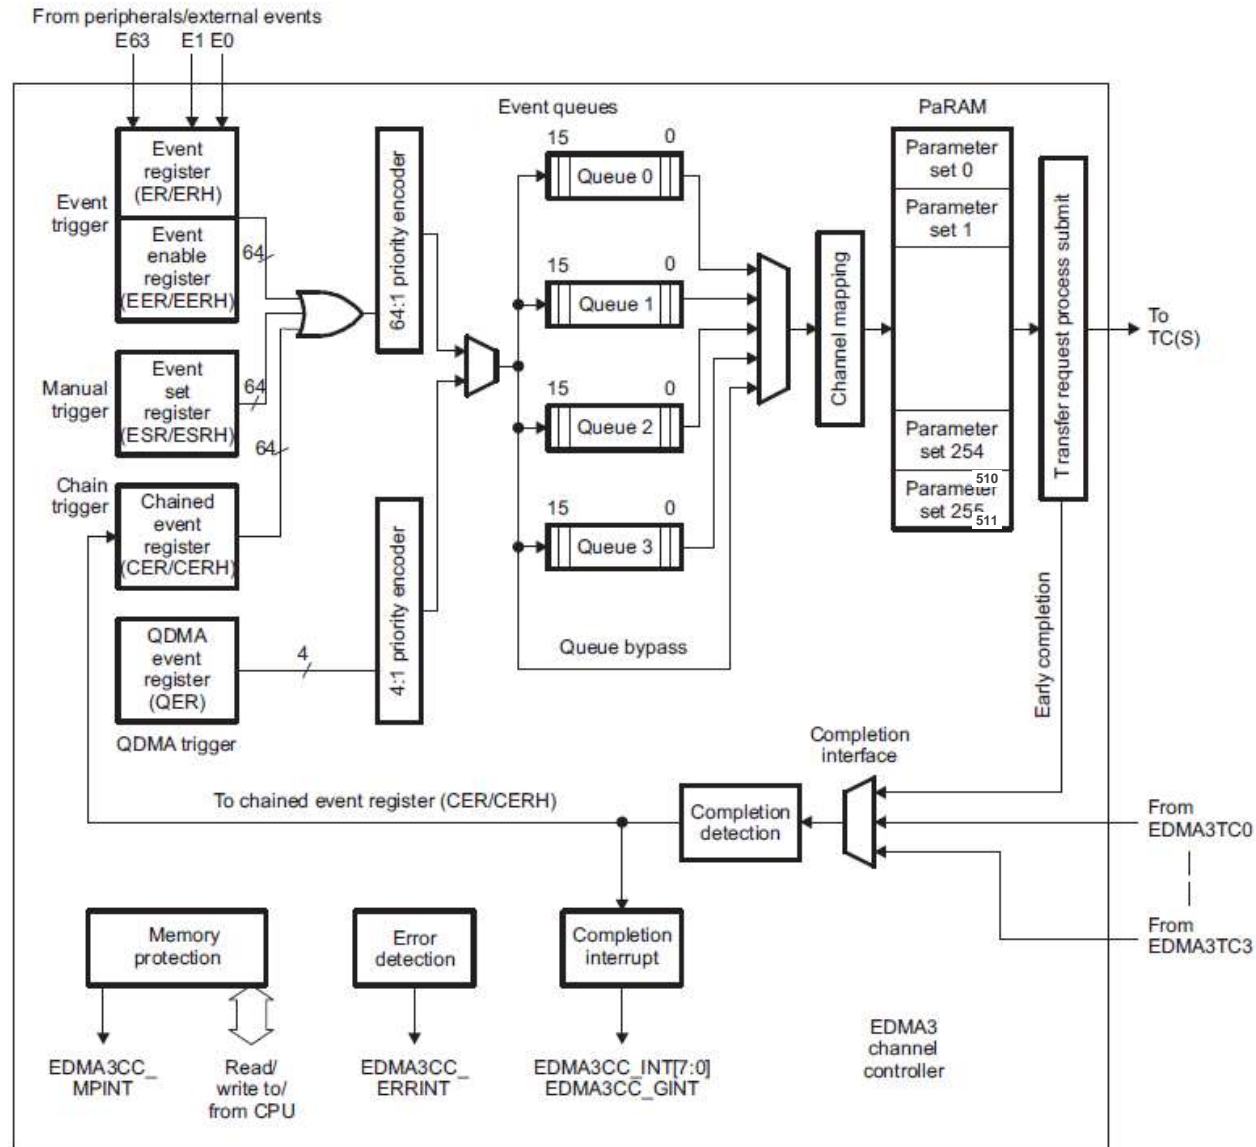 From peripherals/external events
E63 E1 E0
Event queues
PaRAM
Event
register
(ER/ERH)
Event
trigger
Event
enable
register
(EER/EERH)
64
Manual
trigger
Event
set
register
(ESR/ESRH)
64
64
Chain
trigger
Chained
event
register
(CER/CERH)
QDMA
event
register
(QER)
4
QDMA trigger
64:1 priority encoder
4:1 priority encoder
15 0
Queue 0
15 0
Queue 1
15 0
Queue 2
15 0
Queue 3
Queue bypass
Channel mapping
Parameter
set 0
Parameter
set 1
Parameter
set 254
510
Parameter
set 255
511
Transfer request process submit
To
TC(S)
Early completion
Completion
interface
To chained event register (CER/CERH)
Completion
detection
From
EDMA3TC0
From
EDMA3TC3
Memory
protection
Error
detection
Completion
interrupt
EDMA3CC_
MPINT
Read/
write to/
from CPU
EDMA3CC_
ERRINT
EDMA3CC_INT[7:0]
EDMA3CC_GINT
EDMA3
channel
controller